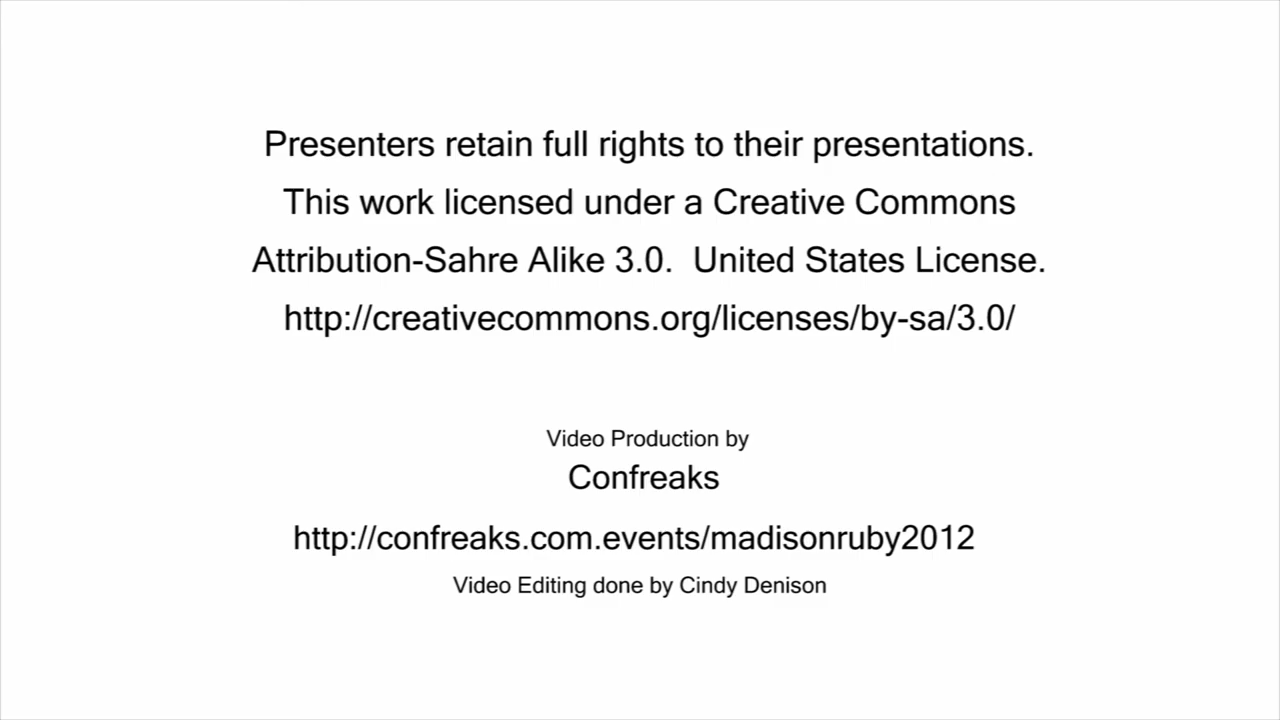 Presenters retain full rights to their presentations.
This work licensed under a Creative Commons
Attribution-Sahre Alike 3.0.  United States License.
http://creativecommons.org/licenses/by-sa/3.0/
Video Production by
Confreaks
http://confreaks.com.events/madisonruby2012
Video Editing done by Cindy Denison